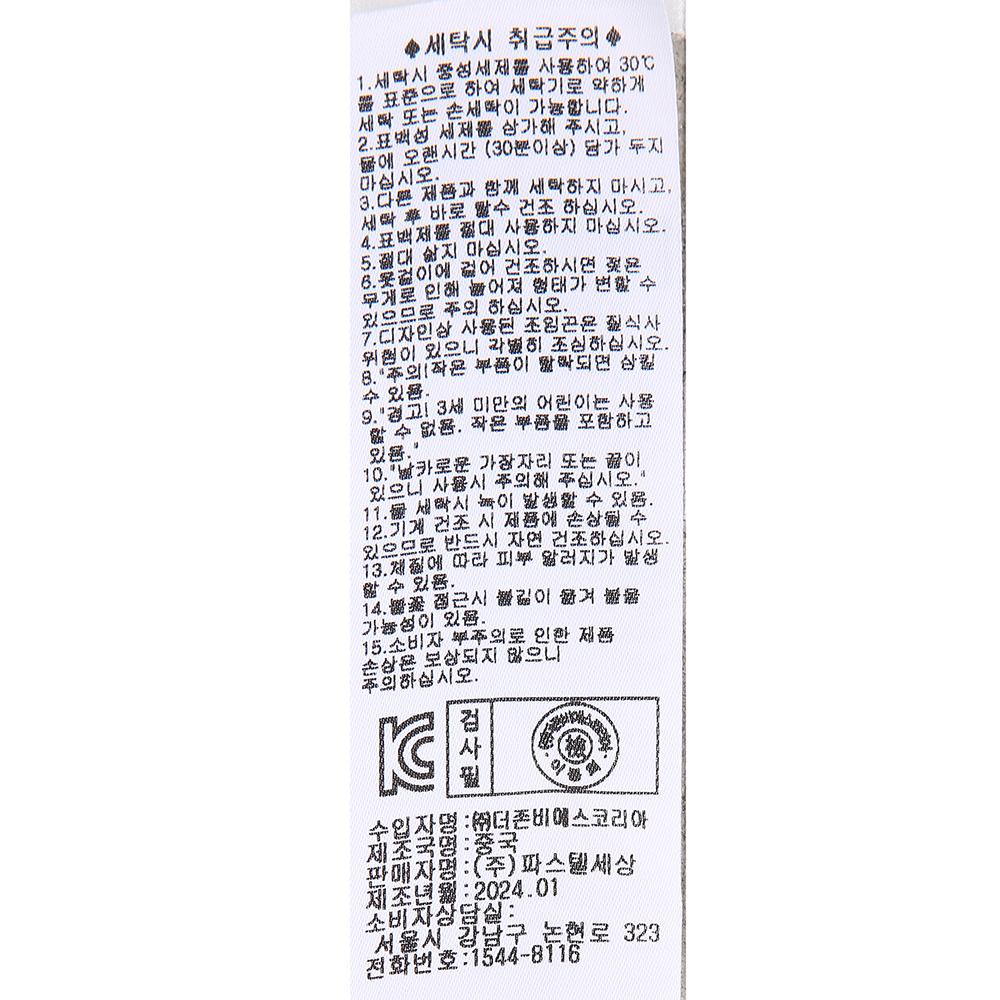 ♠세탁시 취급주의♠
1.세탁시 중성세제를 사용하여 30℃
를 표준으로 하여 세탁기로 약하게
세탁 또는 손세탁이 가능합니다.
2.표백성 세제를 삼가해 주시고,
물에 오랜시간 (30분이상) 담가 두지
마십시오.
3.다른 제품과 함께 세탁하지 마시고,
세탁 후 바로 탈수 건조 하십시오.
4.표백제를 절대 사용하지 마십시오.
5.절대 삶지 마십시오.
6.옷걸이에 걸어 건조하시면 젖은
무게로 인해 늘어져 형태가 변할 수
있으므로 주의 하십시오.
7.디자인상 사용된 조임끈은 질식사
위험이 있으니 각별히 조심하십시오.
8."주의!작은 부품이 탈락되면 삼킬
수 있음.
9."경고! 3세 미만의 어린이는 사용
할 수 없음. 작은 부품을 포함하고
있음."
10."날카로운 가장자리 또는 끝이
있으니 사용시 주의해 주십시오."
11.물 세탁시 녹이 발생할 수 있음.
12.기계 건조 시 제품에 손상될 수
있으므로 반드시 자연 건조하십시오.
13.체질에 따라 피부 알러지가 발생
할 수 있음.
14.불꽃 접근시 불길이 옮겨 붙을
가능성이 있음.
15.소비자 부주의로 인한 제품
손상은 보상되지 않으니
주의하십시오.
KC
검사필
(주)더존비에스코리아
檢
수입자명:㈜더존비에스코리아
제조국명:중국
판매자명:(주)파스텔세상
제조년월:2024.01
소비자상담실:
서울시 강남구 논현로 323
전화번호:1544-8116